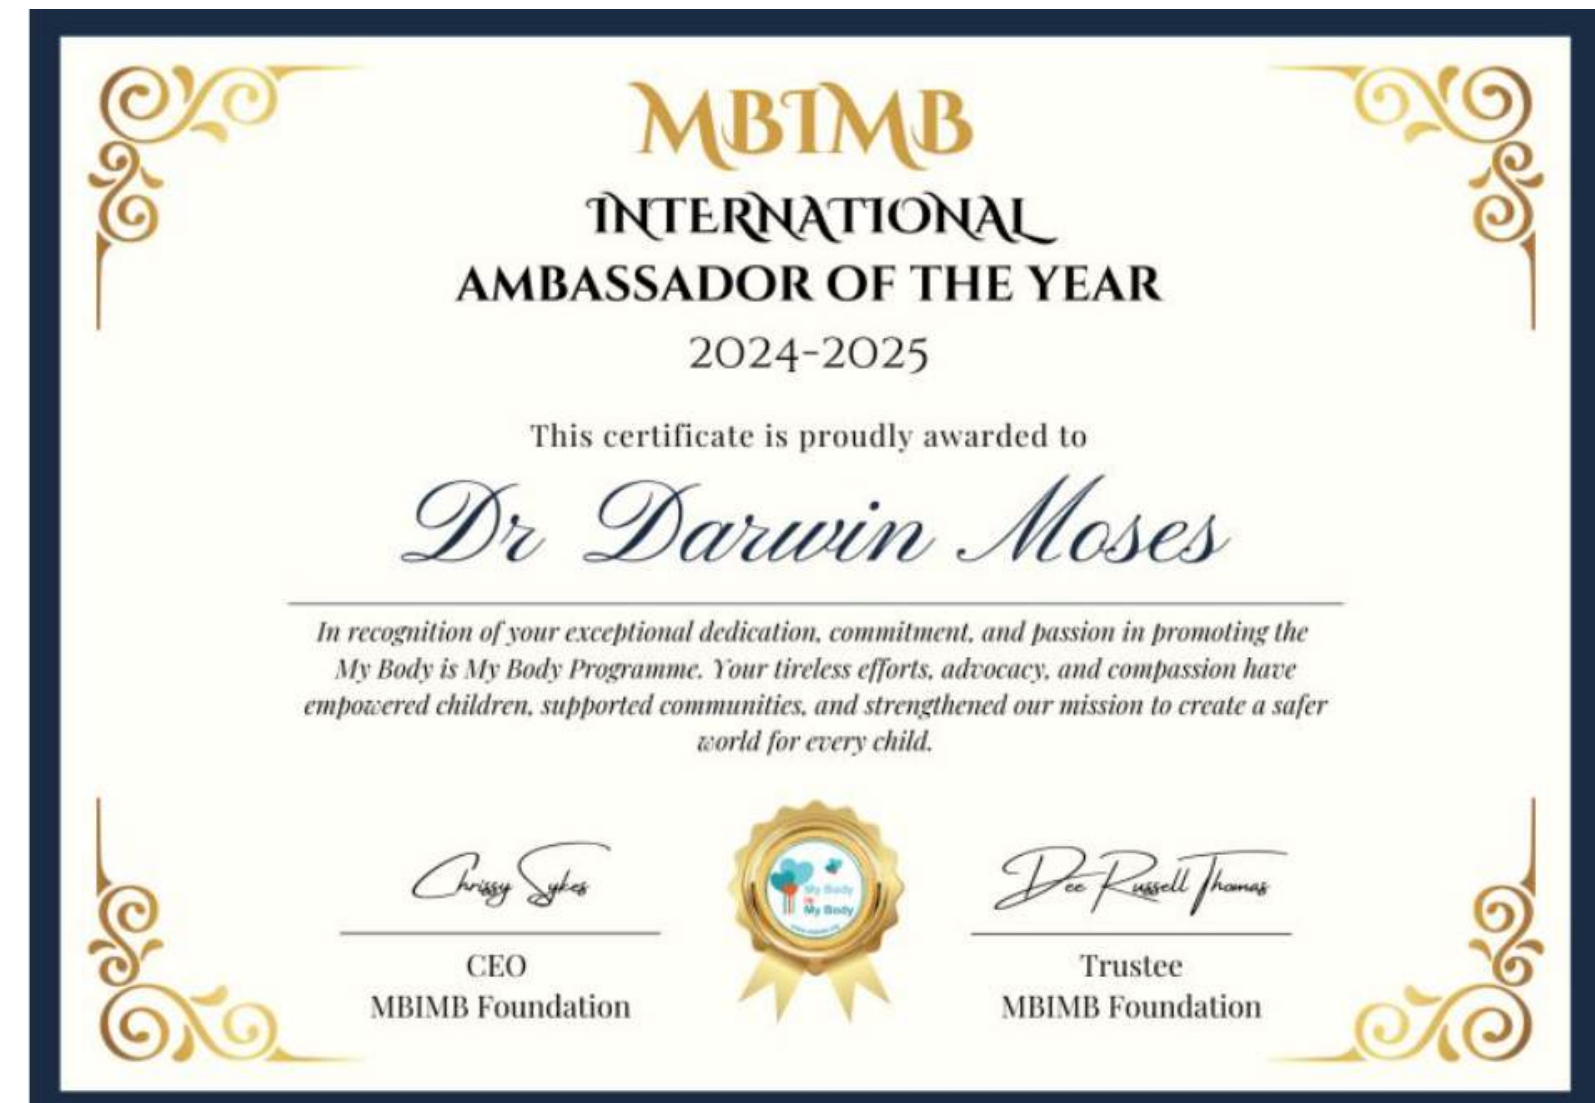 MBIMB
INTERNATIONAL
AMBASSADOR OF THE YEAR
2024-2025
This certificate is proudly awarded to
Dr Darwin Moses
In recognition of your exceptional dedication, commitment, and passion in promoting the
My Body is My Body Programme. Your tireless efforts, advocacy, and compassion have
empowered children, supported communities, and strengthened our mission to create a safer
world for every child.
Chrissy Sykes
CEO
MBIMB Foundation
My Body
is
My Body
Dee Russell Thomas
Trustee
MBIMB Foundation